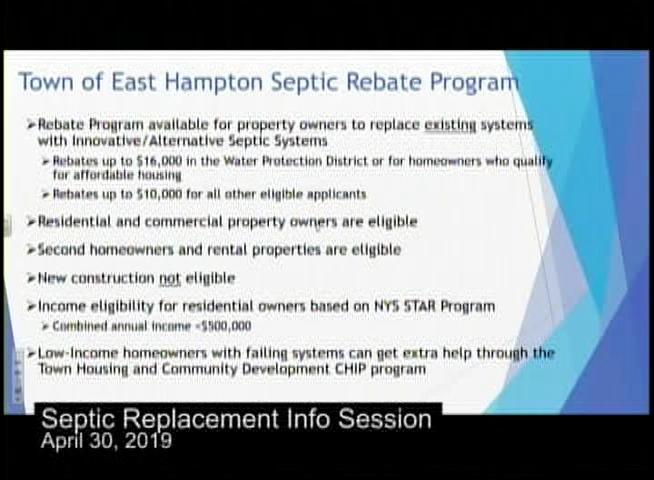 Town of East Hampton Septic Rebate Program
➢Rebate Program available for property owners to replace existing systems
with Innovative/Alternative Septic Systems
➢Rebates up to $16,000 in the Water Protection District or for homeowners who qualify
for affordable housing
➢Rebates up to $10,000 for all other eligible applicants
➢Residential and commercial property owners are eligible
➢Second homeowners and rental properties are eligible
➢New construction not eligible
➢Income eligibility for residential owners based on NYS STAR Program
➢Combined annual income <$500,000
➢Low-Income homeowners with failing systems can get extra help through the
Town Housing and Community Development CHIP program
Septic Replacement Info Session
April 30, 2019